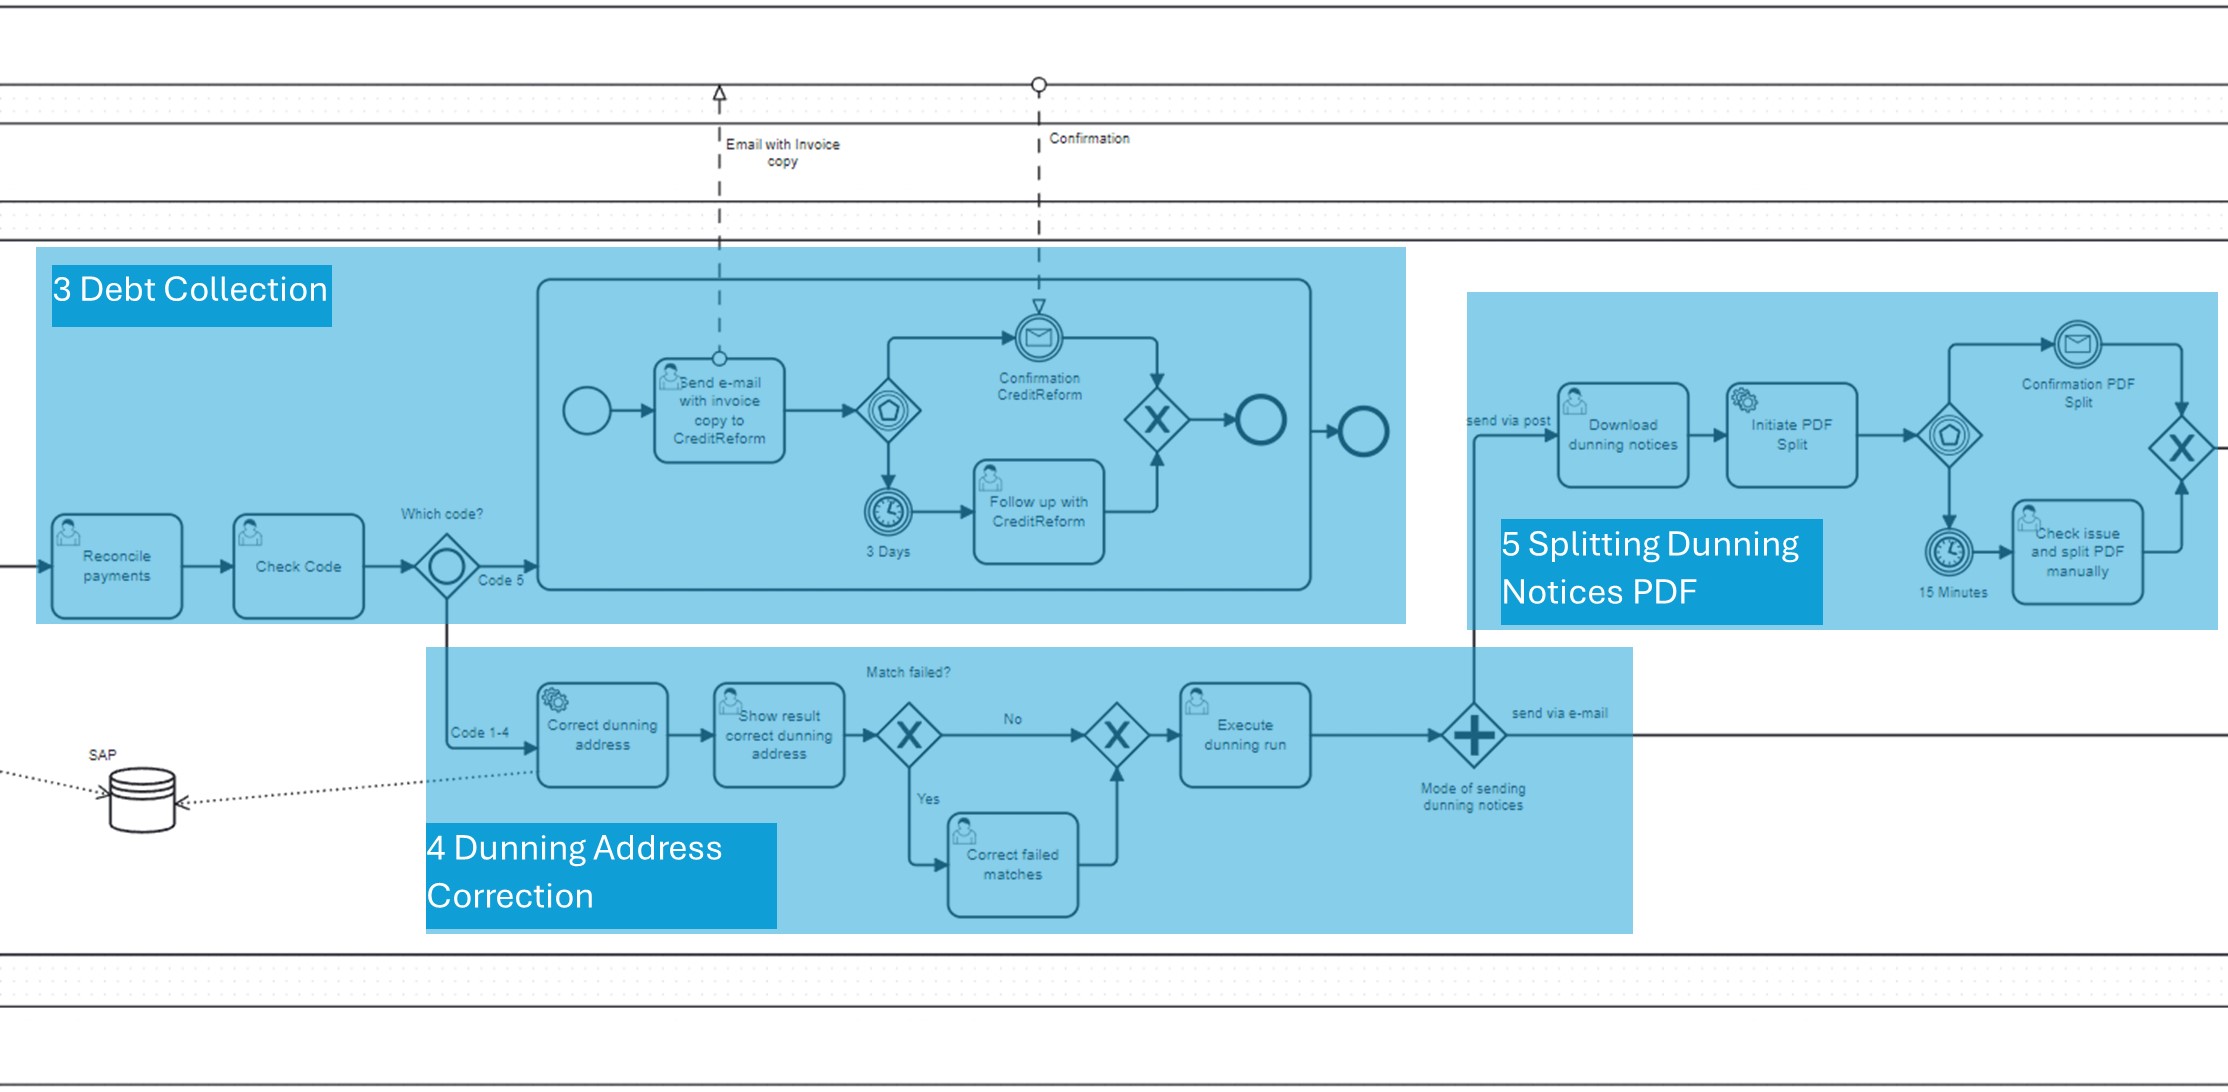 Email with Invoice
copy
Confirmation
3 Debt Collection
Send e-mail
with invoice
copy to
CreditReform
Confirmation
CreditReform
3 Days
Follow up with
CreditReform
Reconcile
payments
Check Code
Which code?
Code 5
send via post
Download
dunning notices
Initiate PDF
Split
Confirmation PDF
Split
15 Minutes
Check issue
and split PDF
manually
5 Splitting Dunning
Notices PDF
Code 1-4
Correct dunning
address
Show result
correct dunning
address
Match failed?
No
Yes
Correct failed
matches
Execute
dunning run
send via e-mail
Mode of sending
dunning notices
SAP
4 Dunning Address
Correction